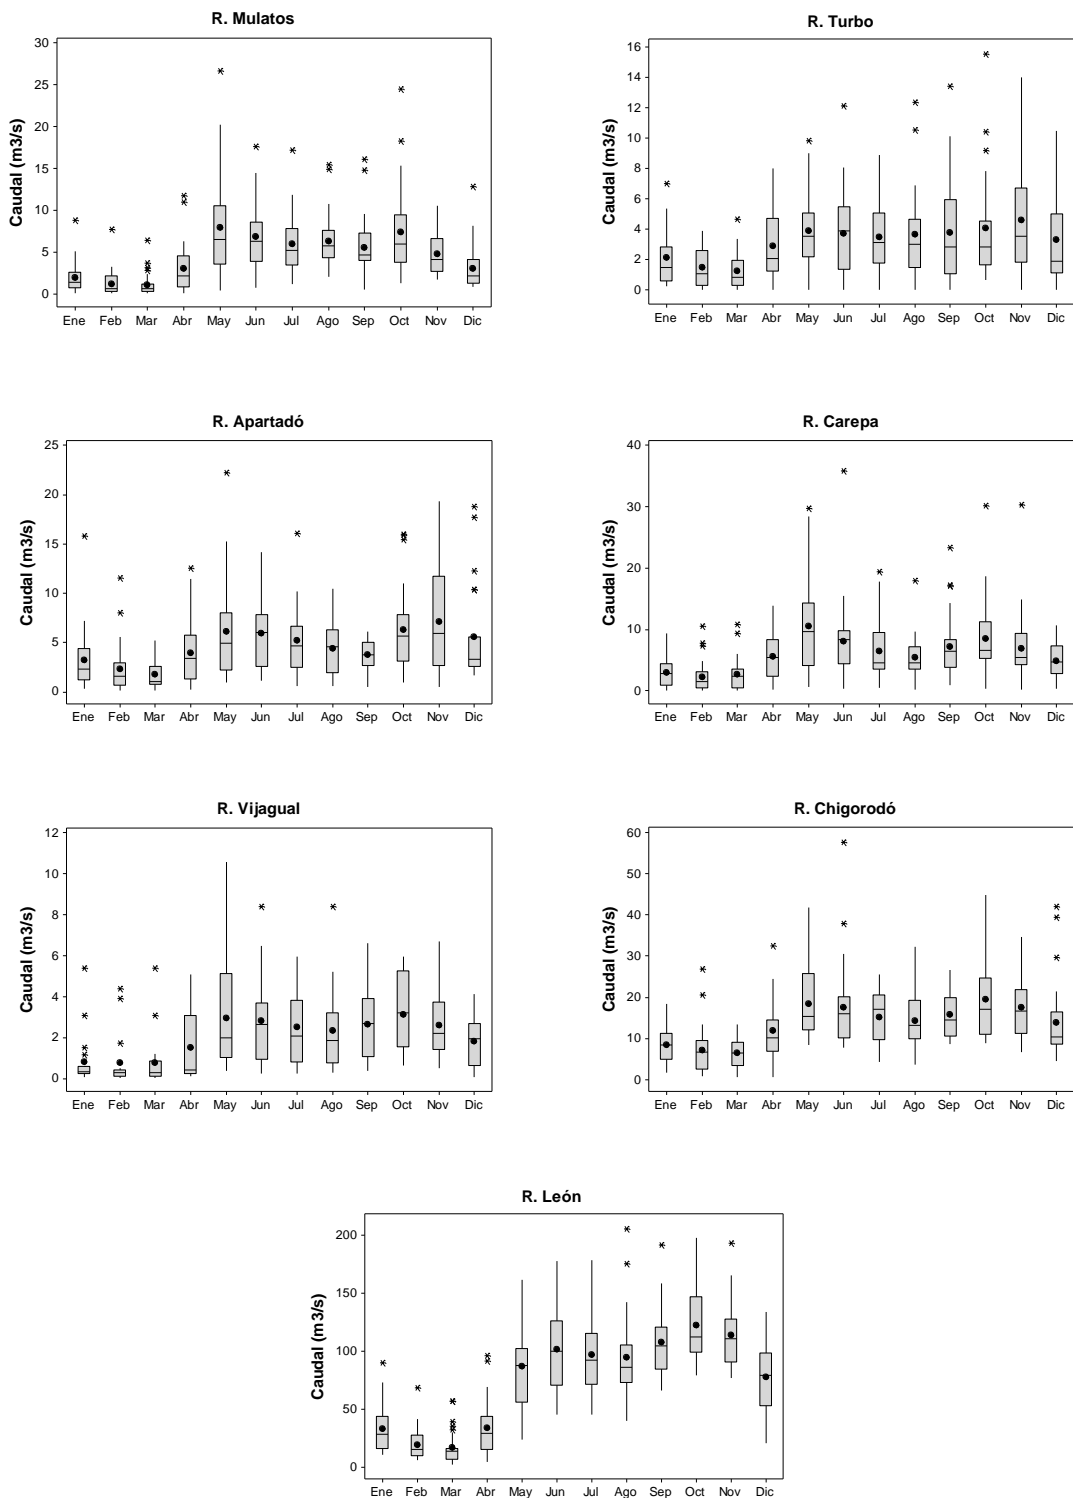 R. Mulatos
Caudal (m3/s)
30
25
20
15
10
5
0
Ene Feb Mar Abr May Jun Jul Ago Sep Oct Nov Dic
R. Turbo
Caudal (m3/s)
16
14
12
10
8
6
4
2
0
Ene Feb Mar Abr May Jun Jul Ago Sep Oct Nov Dic
R. Apartadó
Caudal (m3/s)
25
20
15
10
5
0
Ene Feb Mar Abr May Jun Jul Ago Sep Oct Nov Dic
R. Carepa
Caudal (m3/s)
40
30
20
10
0
Ene Feb Mar Abr May Jun Jul Ago Sep Oct Nov Dic
R. Vijagual
Caudal (m3/s)
12
10
8
6
4
2
0
Ene Feb Mar Abr May Jun Jul Ago Sep Oct Nov Dic
R. Chigorodó
Caudal (m3/s)
60
50
40
30
20
10
0
Ene Feb Mar Abr May Jun Jul Ago Sep Oct Nov Dic
R. León
Caudal (m3/s)
200
150
100
50
0
Ene Feb Mar Abr May Jun Jul Ago Sep Oct Nov Dic